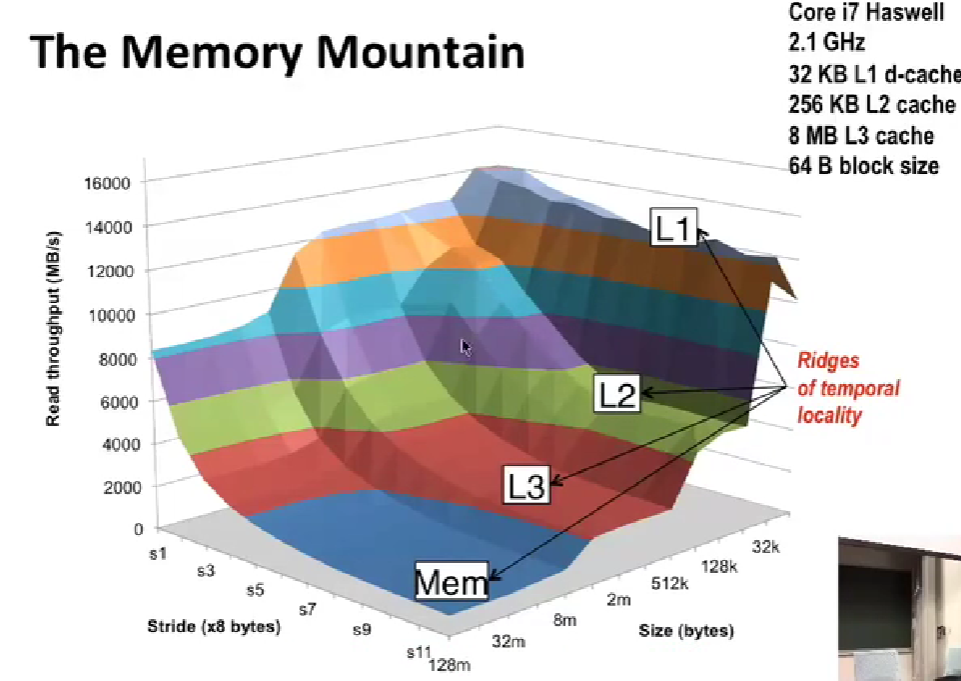 The Memory Mountain
Core i7 Haswell
2.1 GHz
32 KB L1 d-cache
256 KB L2 cache
8 MB L3 cache
64 B block size
Read throughput (MB/s)
16000
14000
12000
10000
8000
6000
4000
2000
0
L1
L2
L3
Mem
Ridges
of temporal
locality
s1
s3
s5
s7
s9
s11
Stride (x8 bytes)
128m
32m
8m
2m
512k
128k
32k
Size (bytes)